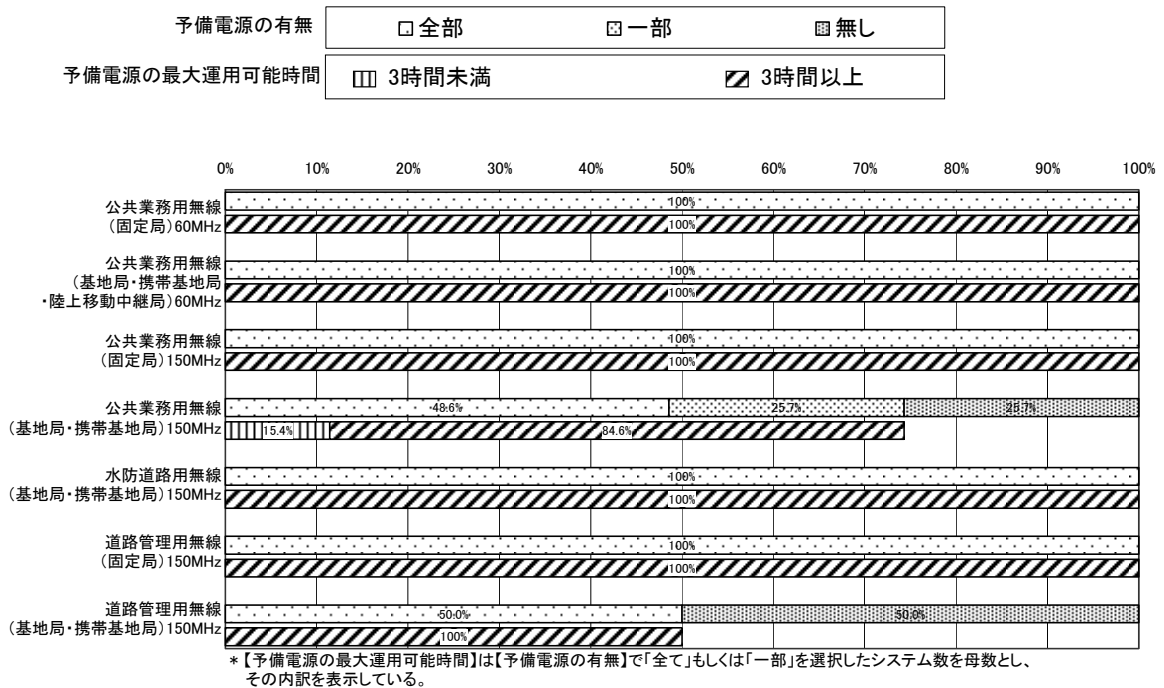 予備電源の有無
全部 一部 無し
予備電源の最大運用可能時間
3時間未満 3時間以上
0% 10% 20% 30% 40% 50% 60% 70% 80% 90% 100%
公共業務用無線
(固定局)60MHz
100%
100%
公共業務用無線
(基地局・携帯基地局
・陸上移動中継局)60MHz
100%
100%
公共業務用無線
(固定局)150MHz
100%
100%
公共業務用無線
(基地局・携帯基地局)150MHz
48.6% 25.7% 25.7%
15.4% 84.6%
水防道路用無線
(基地局・携帯基地局)150MHz
100%
100%
道路管理用無線
(固定局)150MHz
100%
100%
道路管理用無線
(基地局・携帯基地局)150MHz
50.0% 50.0%
100%
*【予備電源の最大運用可能時間】は【予備電源の有無】で「全て」もしくは「一部」を選択したシステム数を母数とし、
その内訳を表示している。